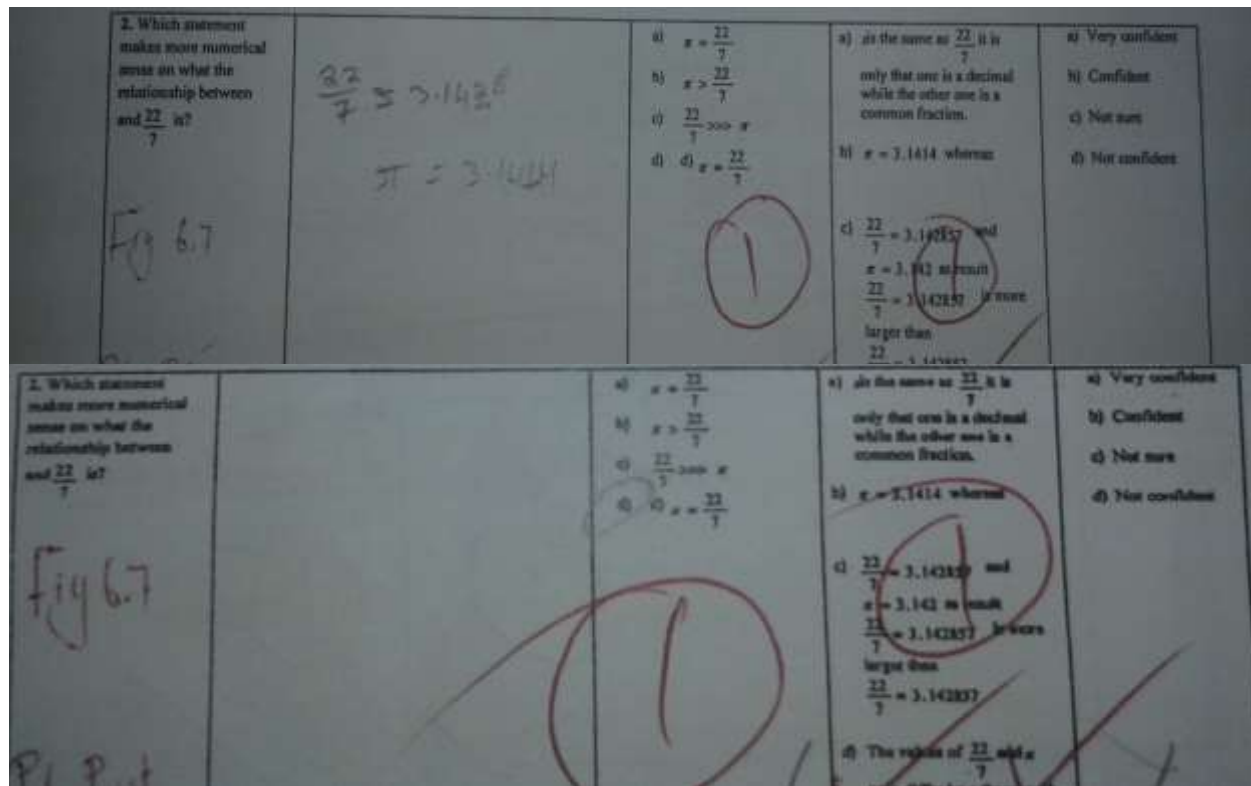 2. Which statement
makes more numerical
sense on what the
relationship between
and 22/7 is?
Fig 6.7
22/7
π = 3.1414
a) π = 22/7
b) π > 22/7
c) 22/7 >>> π
d) d) π = 22/7
1
a) πis the same as 22/7 it is
only that one is a decimal
while the other one is a
common fraction.
b) π = 3.1414 whereas
c) 22/7 = 3.142857 and
π = 3.142 as result
22/7 = 3.142857 is more
larger than
22/7 = 3.142857
1
a) Very confident
b) Confident
c) Not sure
d) Not confident
2. Which statement
makes more numerical
sense on what the
relationship between
and 22/7 is?
Fig 6.7
a) π = 22/7
b) π > 22/7
c) 22/7 >>> π
d) d) π = 22/7
1
a) πis the same as 22/7 it is
only that one is a decimal
while the other one is a
common fraction.
b) π = 3.1414 whereas
c) 22/7 = 3.142857 and
π = 3.142 as result
22/7 = 3.142857 is more
larger than
22/7 = 3.142857
d) The values of 22/7 and π
1
a) Very confident
b) Confident
c) Not sure
d) Not confident